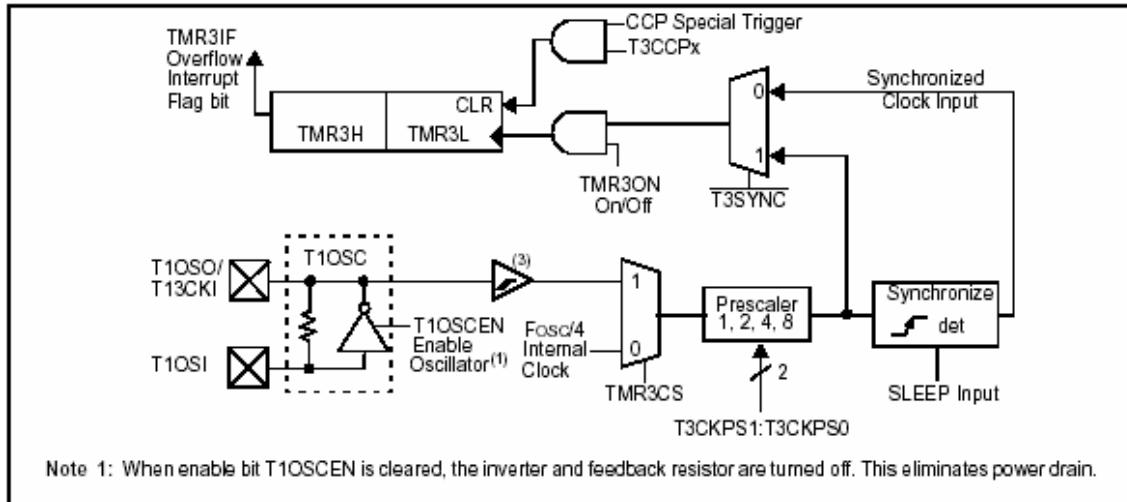 CCP Special Trigger
T3CCPx
TMR3IF
Overflow
Interrupt
Flag bit
CLR
TMR3H
TMR3L
TMR3ON
On/Off
0
1
T3SYNC
Synchronized
Clock Input
T1OSO/
T13CKI
T1OSI
T1OSC
T1OSCEN
Enable
Oscillator(1)
(3)
FOSC/4
Internal
Clock
1
0
TMR3CS
Prescaler
1, 2, 4, 8
2
T3CKPS1:T3CKPS0
Synchronize
det
SLEEP Input
Note 1: When enable bit T1OSCEN is cleared, the inverter and feedback resistor are turned off. This eliminates power drain.